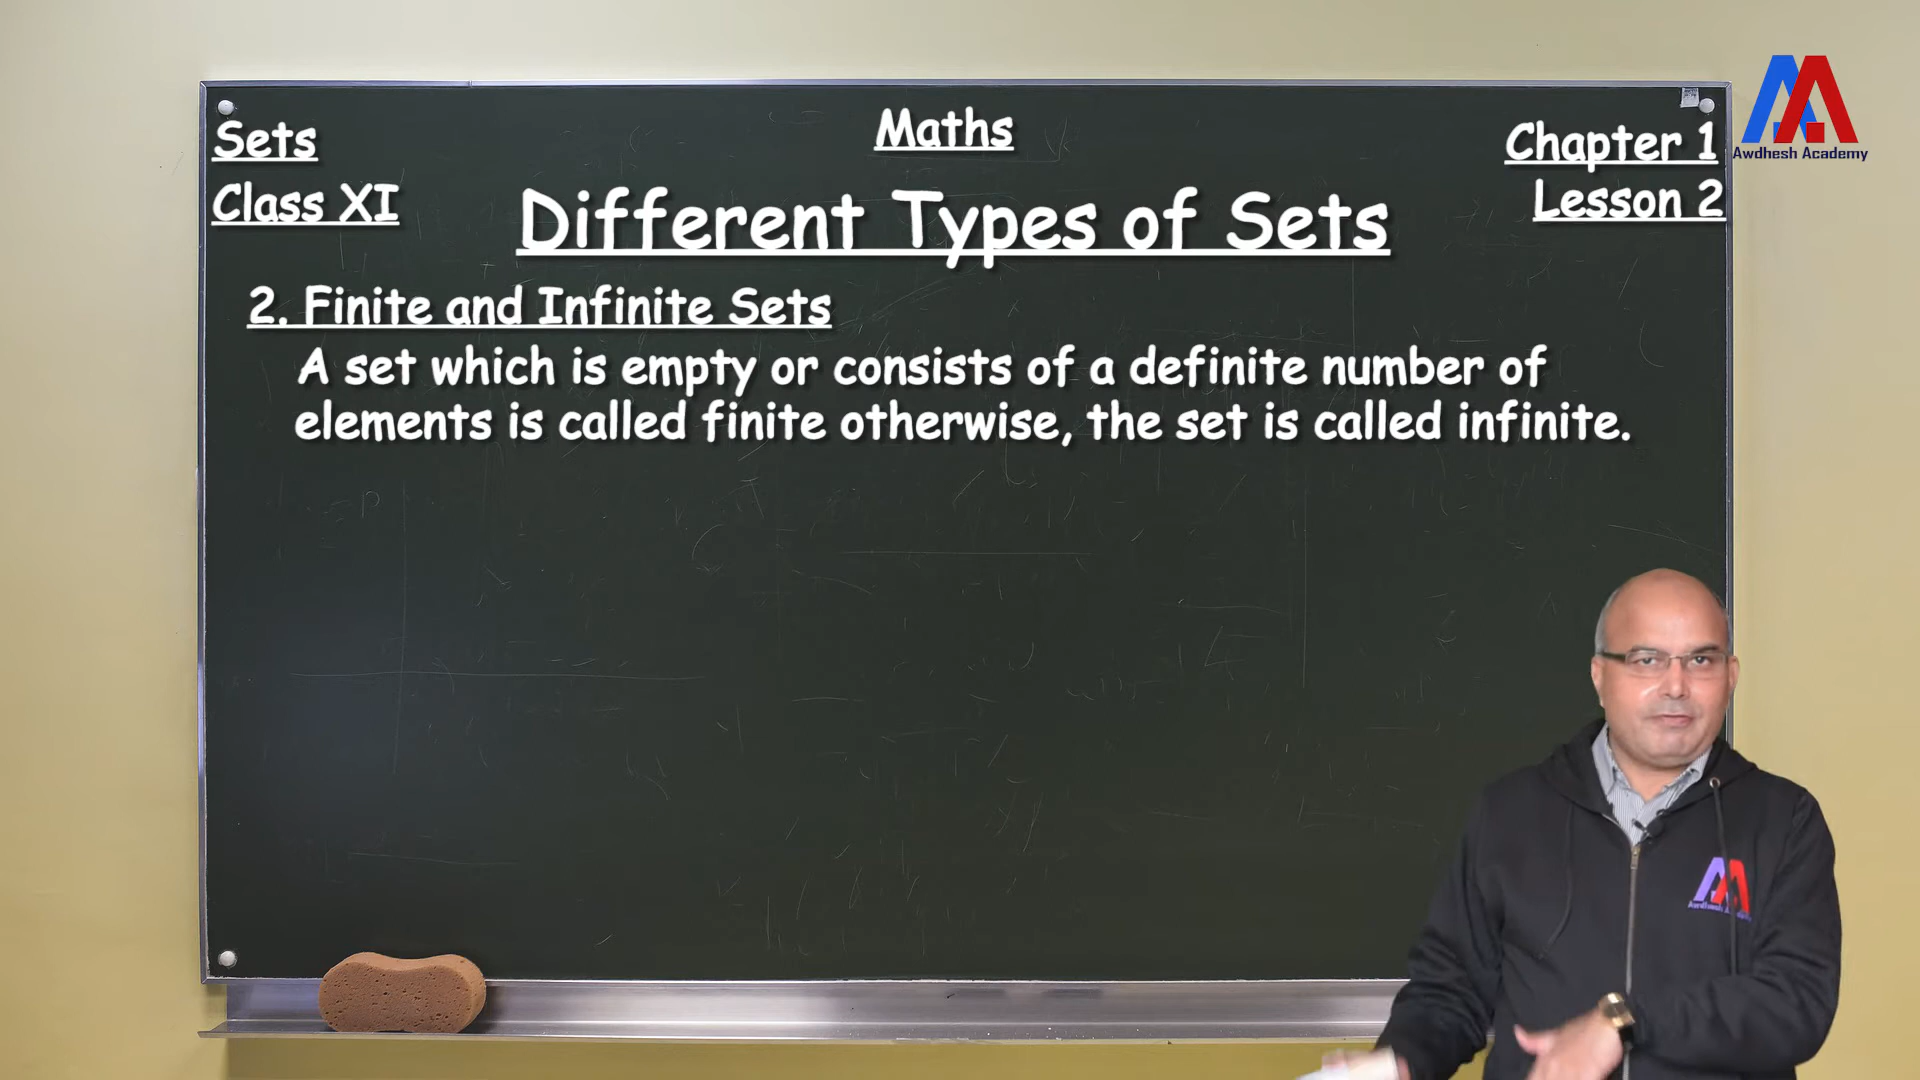 Sets
Maths
Chapter 1
Awdhesh Academy
Class XI
Lesson 2
Different Types of Sets
2. Finite and Infinite Sets
A set which is empty or consists of a definite number of
elements is called finite otherwise, the set is called infinite.